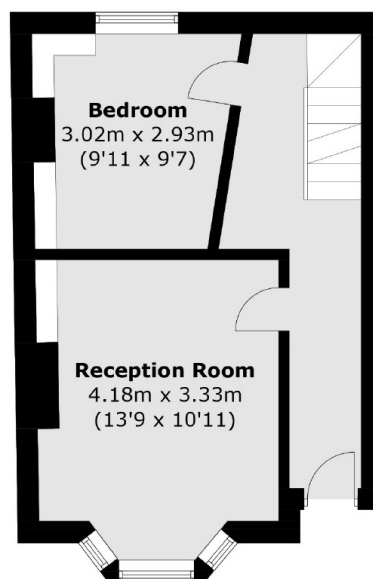 Bedroom
3.02m x 2.93m
(9'11 x 9'7)
Reception Room
4.18m x 3.33m
(13'9 x 10'11)